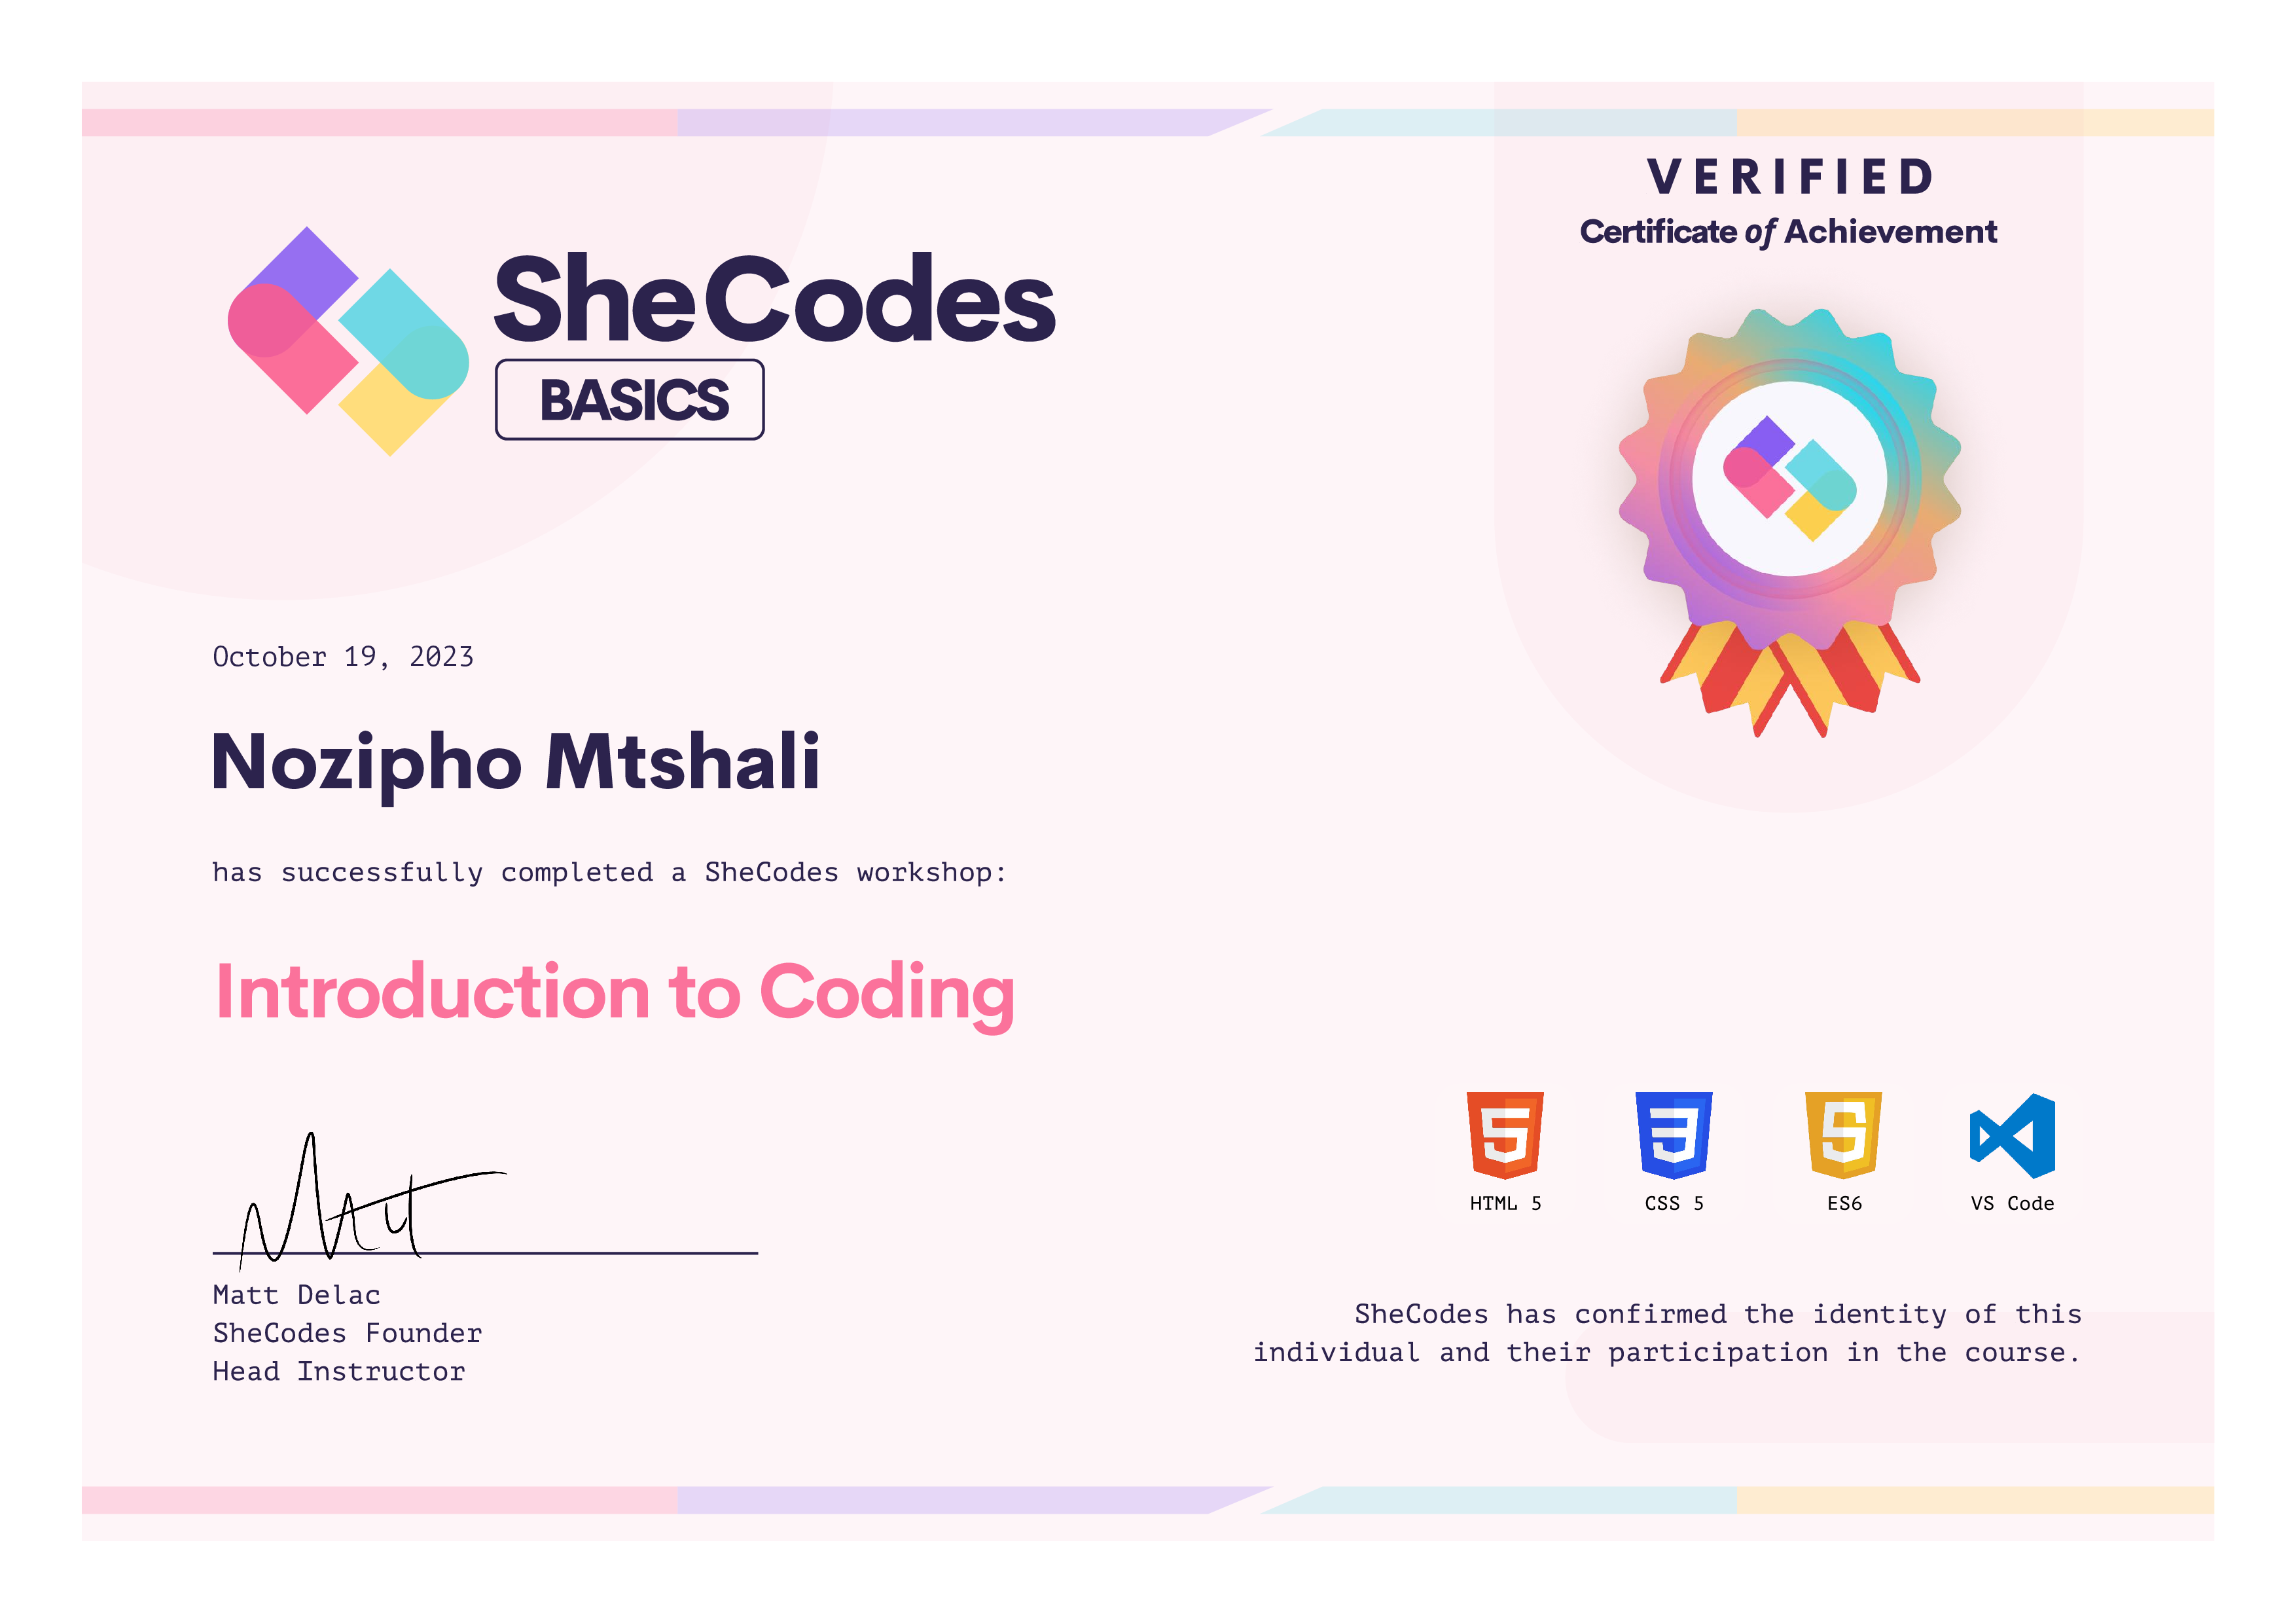 VERIFIED
Certificate of Achievement
SheCodes
BASICS
October 19, 2023
Nozipho Mtshali
has successfully completed a SheCodes workshop:
Introduction to Coding
HTML 5 CSS 5 ES6 VS Code
Matt
Matt Delac
SheCodes Founder
Head Instructor
SheCodes has confirmed the identity of this
individual and their participation in the course.